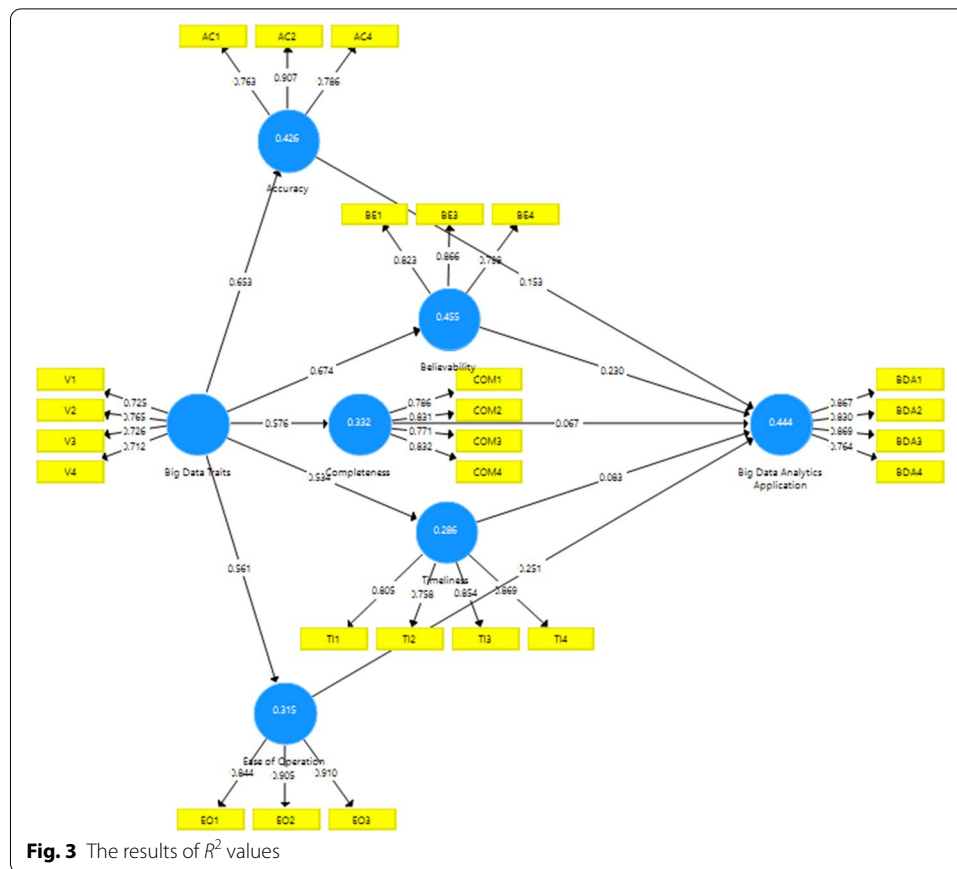 AC1 AC2 AC4
0.763 0.907 0.786
0.426
Accuracy
BE1 BE3 BE4
0.823 0.866
0.653
0.153
0.455
Believability
0.674
0.230
V1
V2
V3
V4
0.725
0.765
0.726
0.712
Big Data Traits
0.576
0.332
Completeness
COM1
COM2
COM3
COM4
0.786
0.831
0.771
0.832
0.067
0.444
Big Data Analytics
Application
0.867
0.830
0.869
0.764
BDA1
BDA2
BDA3
BDA4
0.534
0.083
0.286
Timeliness
0.561
0.251
0.805 0.758 0.854 0.869
TI1 TI2 TI3 TI4
0.315
Ease of Operation
0.844 0.905 0.910
EO1 EO2 EO3
Fig. 3 The results of R² values